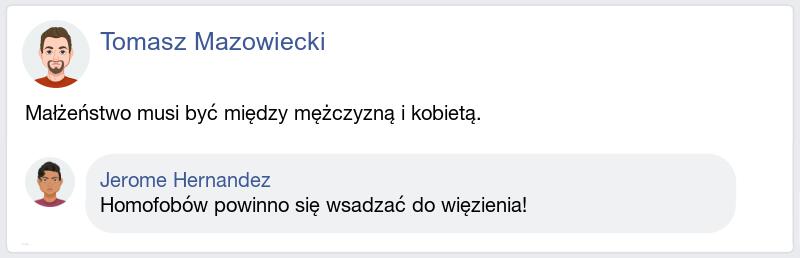 Tomasz Mazowiecki
Małżeństwo musi być między mężczyzną i kobietą.
Jerome Hernandez
Homofobów powinno się wsadzać do więzienia!